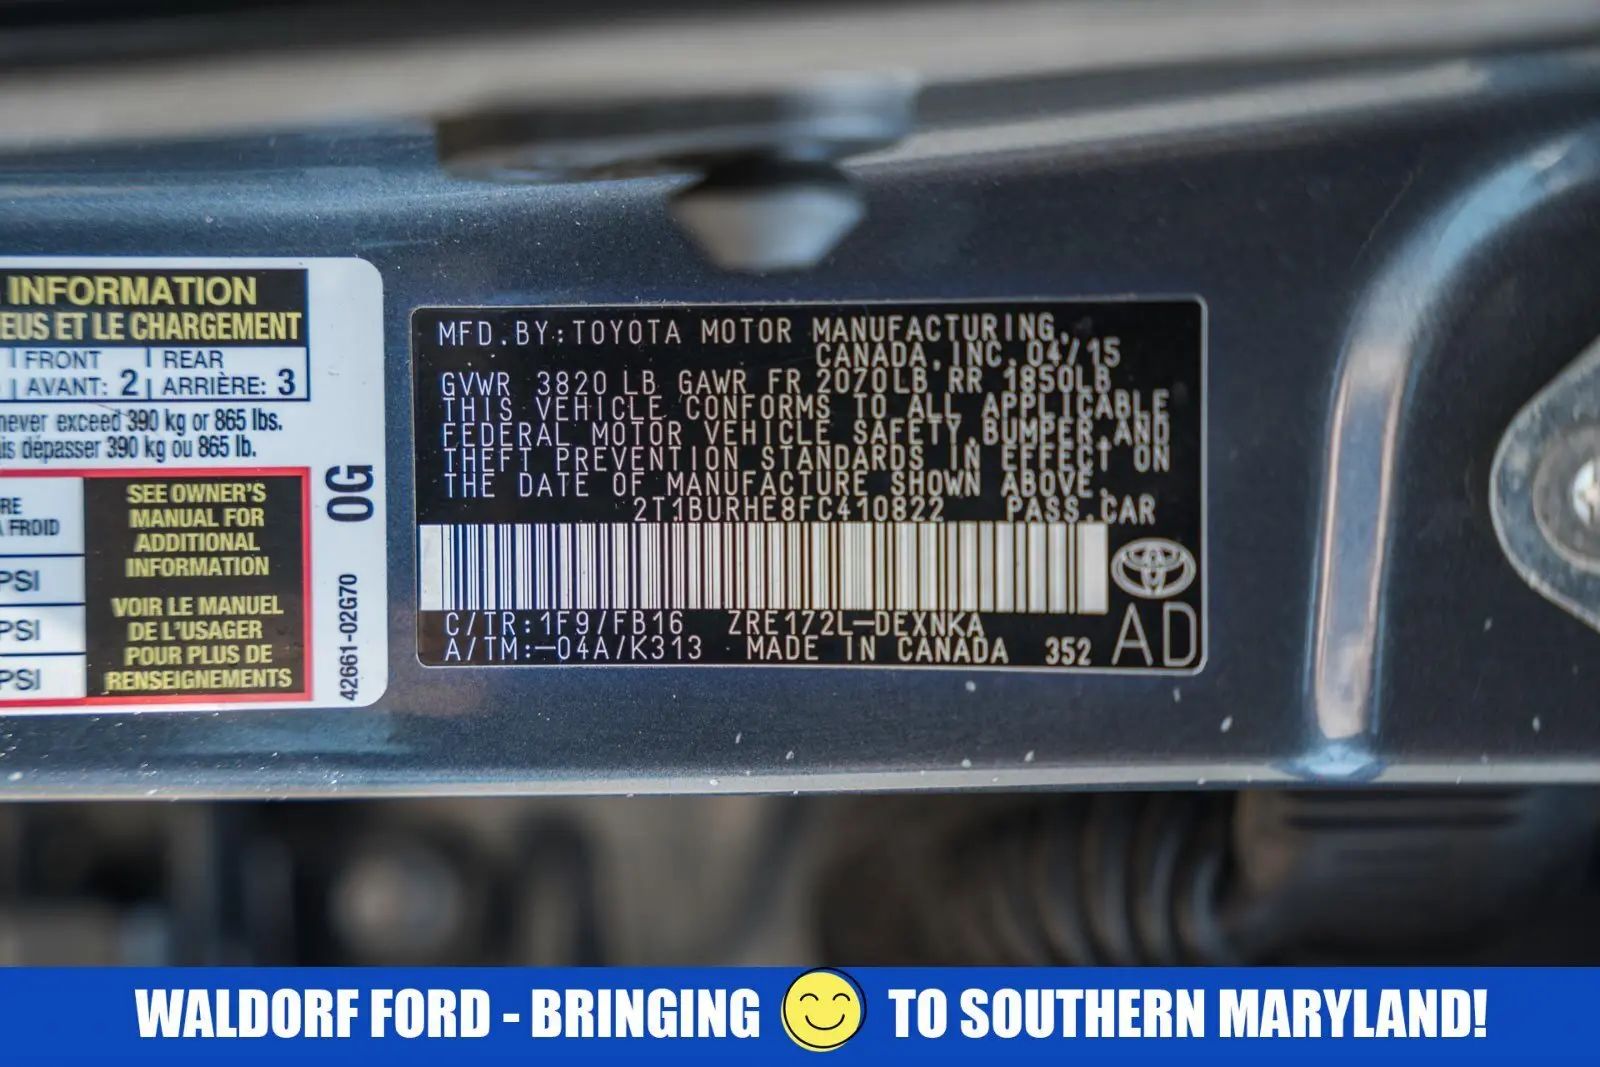 INFORMATION
EUS ET LE CHARGEMENT
FRONT REAR
AVANT: 2 ARRIÈRE: 3
never exceed 390 kg or 865 lbs.
is dépasser 390 kg ou 865 lb.
RE
A FROID
PSI
PSI
PSI
SEE OWNER'S
MANUAL FOR
ADDITIONAL
INFORMATION
VOIR LE MANUEL
DE L'USAGER
POUR PLUS DE
RENSEIGNEMENTS
0G
42661-02G70
MFD.BY:TOYOTA MOTOR MANUFACTURING,
CANADA,INC.04/15
GVWR 3820 LB GAWR FR 2070LB RR 1850LB
THIS VEHICLE CONFORMS TO ALL APPLICABLE
FEDERAL MOTOR VEHICLE SAFETY,BUMPER,AND
THEFT PREVENTION STANDARDS IN EFFECT ON
THE DATE OF MANUFACTURE SHOWN ABOVE.
2T1BURHE8FC410822 PASS.CAR
C/TR:1F9/FB16 ZRE172L-DEXNKA
A/TM:-04A/K313 MADE IN CANADA 352
AD
WALDORF FORD - BRINGING TO SOUTHERN MARYLAND!